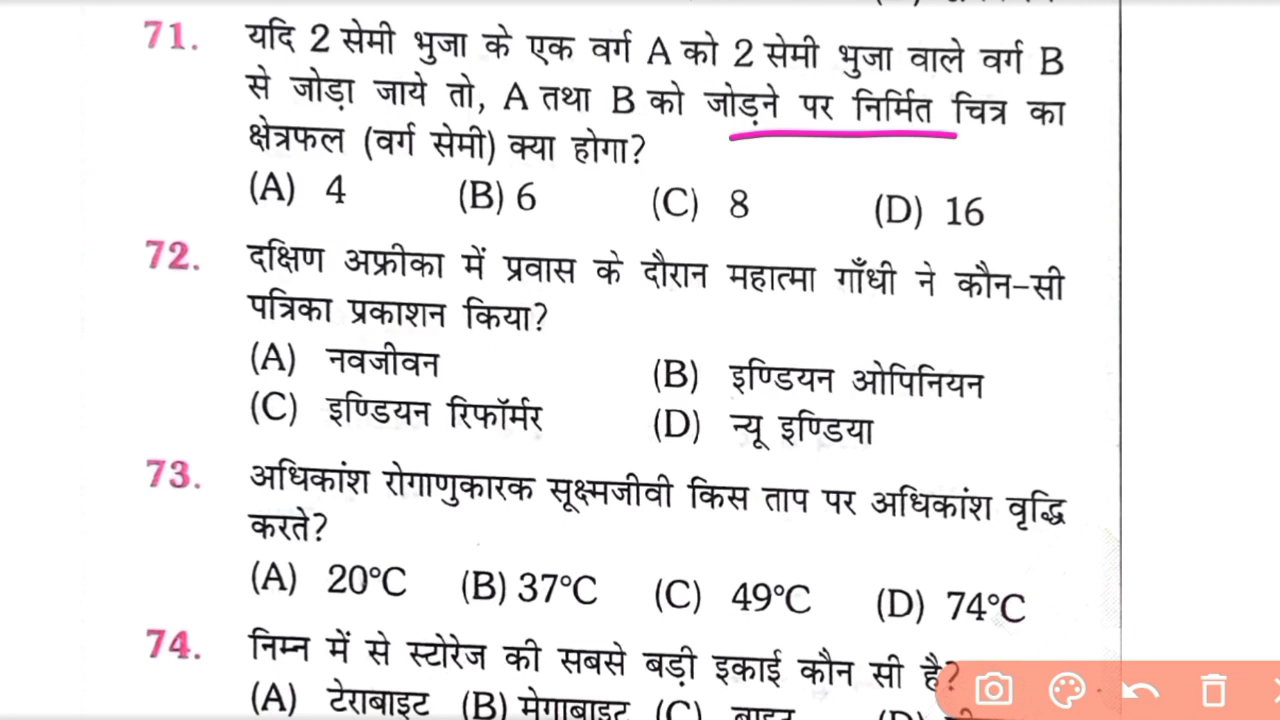 71. यदि 2 सेमी भुजा के एक वर्ग A को 2 सेमी भुजा वाले वर्ग B
से जोड़ा जाये तो, A तथा B को जोड़ने पर निर्मित चित्र का
क्षेत्रफल (वर्ग सेमी) क्या होगा?
(A) 4 (B) 6 (C) 8 (D) 16
72. दक्षिण अफ्रीका में प्रवास के दौरान महात्मा गाँधी ने कौन-सी
पत्रिका प्रकाशन किया?
(A) नवजीवन (B) इण्डियन ओपिनियन
(C) इण्डियन रिफॉर्मर (D) न्यू इण्डिया
73. अधिकांश रोगाणुकारक सूक्ष्मजीवी किस ताप पर अधिकांश वृद्धि
करते?
(A) 20°C (B) 37°C (C) 49°C (D) 74°C
74. निम्न में से स्टोरेज की सबसे बड़ी इकाई कौन सी है?
(A) टेराबाइट (B) मेगाबाइट (C) बाइट (D)